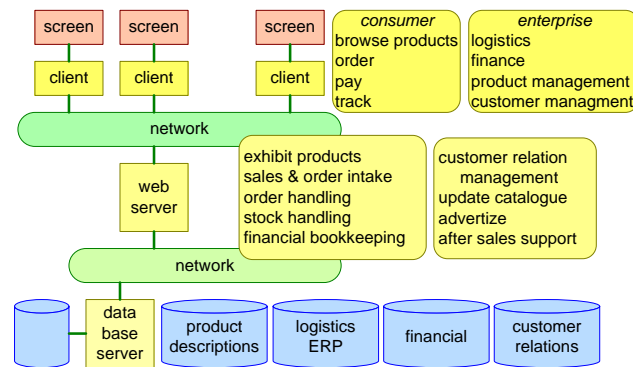 screen
screen
screen
client
client
client
consumer
browse products
order
pay
track
enterprise
logistics
finance
product management
customer managment
network
exhibit products
sales & order intake
order handling
stock handling
financial bookkeeping
customer relation
management
update catalogue
advertize
after sales support
web
server
network
data
base
server
product
descriptions
logistics
ERP
financial
customer
relations